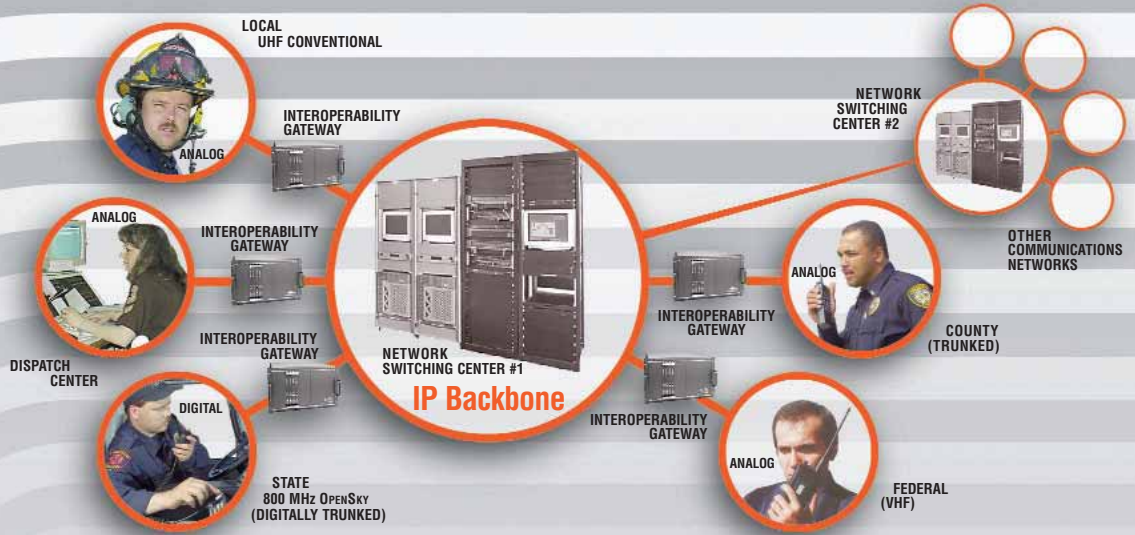 LOCAL
UHF CONVENTIONAL
ANALOG
INTEROPERABILITY
GATEWAY
NETWORK
SWITCHING
CENTER #2
OTHER
COMMUNICATIONS
NETWORKS
ANALOG
INTEROPERABILITY
GATEWAY
DISPATCH
CENTER
NETWORK
SWITCHING CENTER #1
IP Backbone
ANALOG
INTEROPERABILITY
GATEWAY
COUNTY
(TRUNKED)
INTEROPERABILITY
GATEWAY
DIGITAL
STATE
800 MHz OPENSKY
(DIGITALLY TRUNKED)
INTEROPERABILITY
GATEWAY
ANALOG
FEDERAL
(VHF)